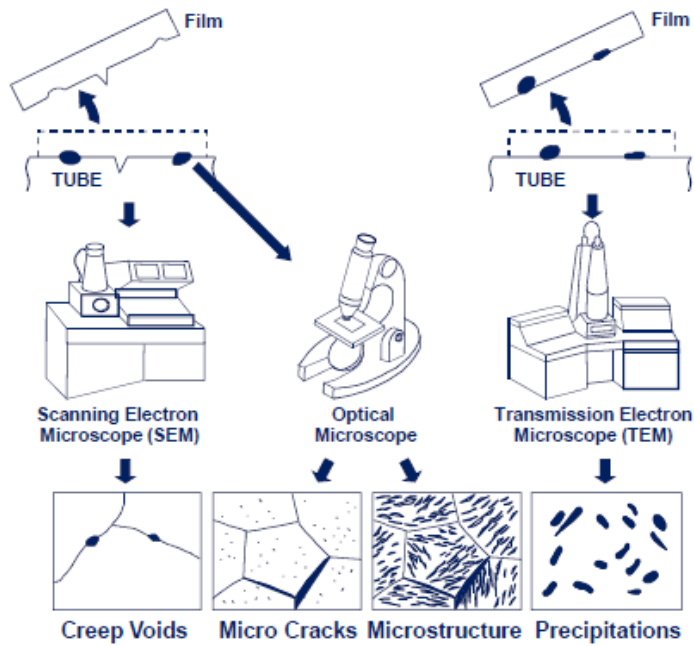 Film
TUBE
Film
TUBE
Scanning Electron
Microscope (SEM)
Optical
Microscope
Transmission Electron
Microscope (TEM)
Creep Voids
Micro Cracks
Microstructure
Precipitations